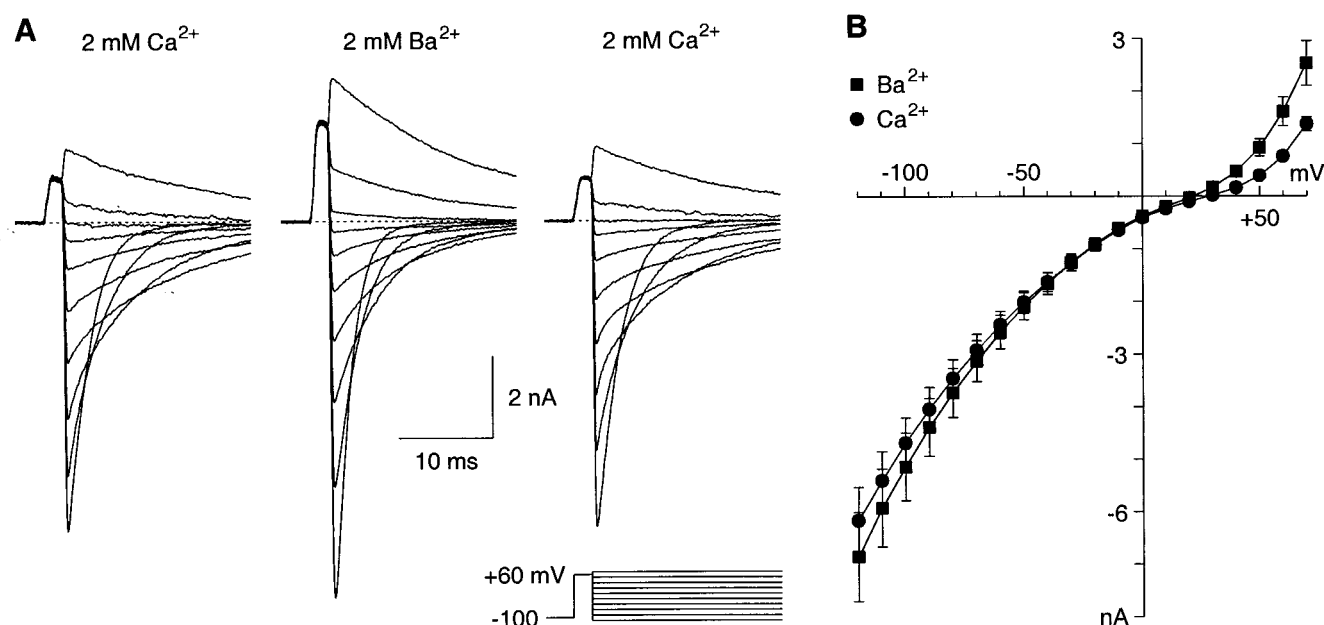 A
2 mM Ca²⁺
2 mM Ba²⁺
2 mM Ca²⁺
2 nA
10 ms
+60 mV
-100
B
Ba²⁺
Ca²⁺
3
-100
-50
mV
+50
-3
-6
nA